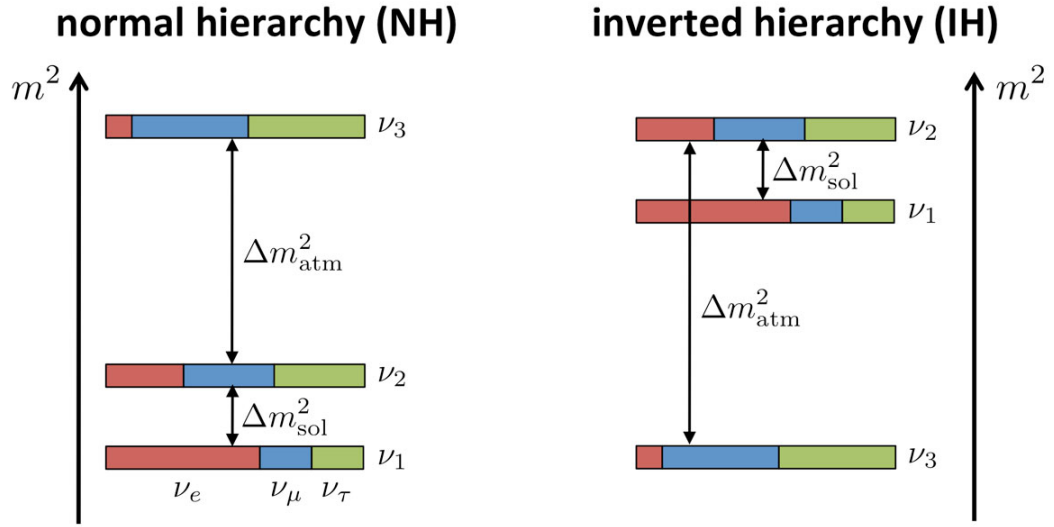 normal hierarchy (NH)
m²
ν₃
Δm²atm
ν₂
Δm²sol
ν₁
νe νμ ντ
inverted hierarchy (IH)
m²
ν₂
Δm²sol
ν₁
Δm²atm
ν₃